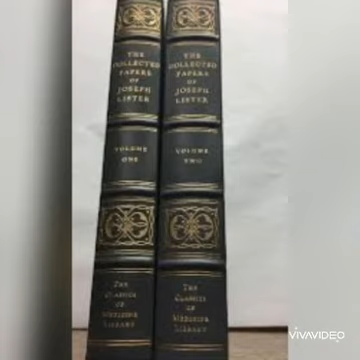 THE
COLLECTED
PAPERS
OF
JOSEPH
LISTER
VOLUME
ONE
THE
CLASSICS
OF
MEDICINE
LIBRARY
THE
COLLECTED
PAPERS
OF
JOSEPH
LISTER
VOLUME
TWO
THE
CLASSICS
OF
MEDICINE
LIBRARY
VIVAVIDEO